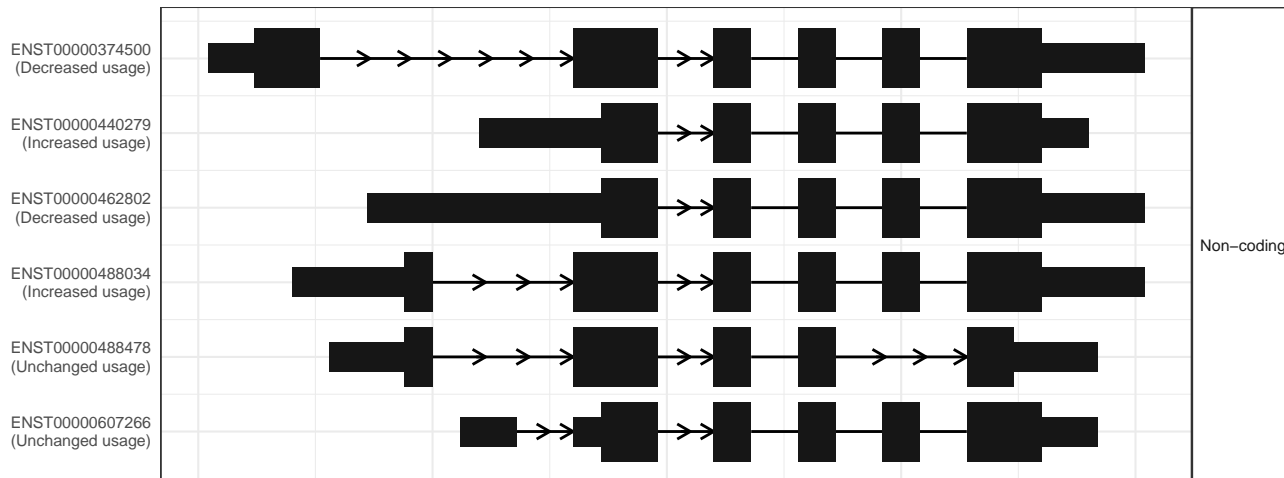 ENST00000374500
(Decreased usage)
ENST00000440279
(Increased usage)
ENST00000462802
(Decreased usage)
ENST00000488034
(Increased usage)
Non−coding
ENST00000488478
(Unchanged usage)
ENST00000607266
(Unchanged usage)